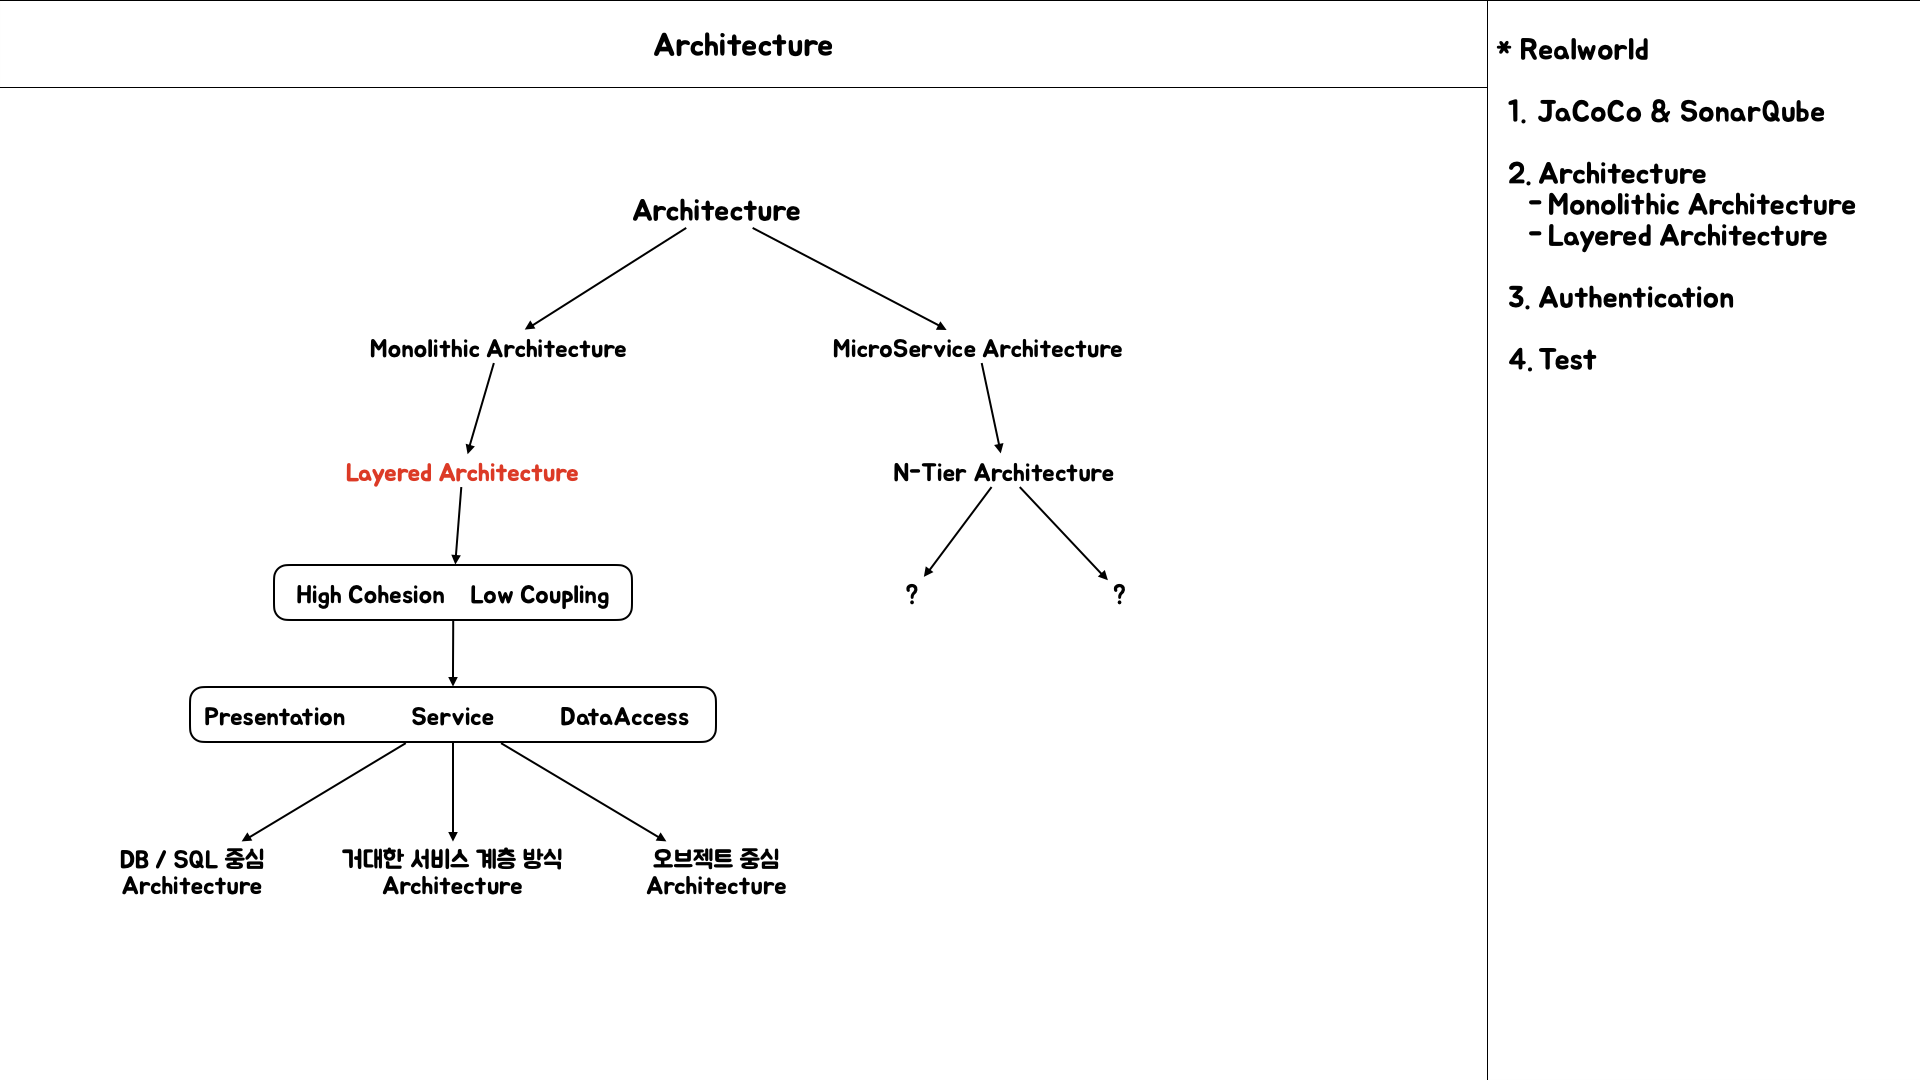 Architecture
Architecture
Monolithic Architecture
MicroService Architecture
Layered Architecture
N-Tier Architecture
High Cohesion Low Coupling
? ?
Presentation Service DataAccess
DB / SQL 중심
Architecture
거대한 서비스 계층 방식
Architecture
오브젝트 중심
Architecture
* Realworld
1. JaCoCo & SonarQube
2. Architecture
- Monolithic Architecture
- Layered Architecture
3. Authentication
4. Test